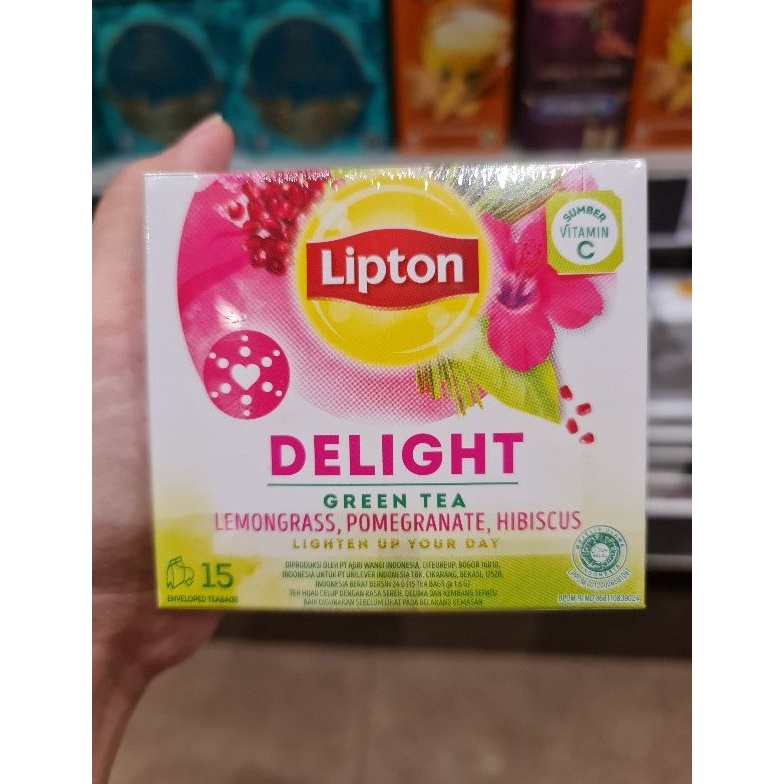 Lipton
SUMBER
VITAMIN
C
DELIGHT
GREEN TEA
LEMONGRASS, POMEGRANATE, HIBISCUS
LIGHTEN UP YOUR DAY
15
ENVELOPED TEABAGS
DIPRODUKSI OLEH PT AGRI WANGI INDONESIA, CITEUREUP, BOGOR 16810,
INDONESIA UNTUK PT UNILEVER INDONESIA TBK, CIKARANG, BEKASI, 17520,
INDONESIA BERAT BERSIH 24 G (15 TEA BAGS @ 1.6 G)
TEH HIJAU CELUP DENGAN RASA SEREH, DELIMA DAN KEMBANG SEPATU
BAIK DIGUNAKAN SEBELUM LIHAT PADA BELAKANG KEMASAN